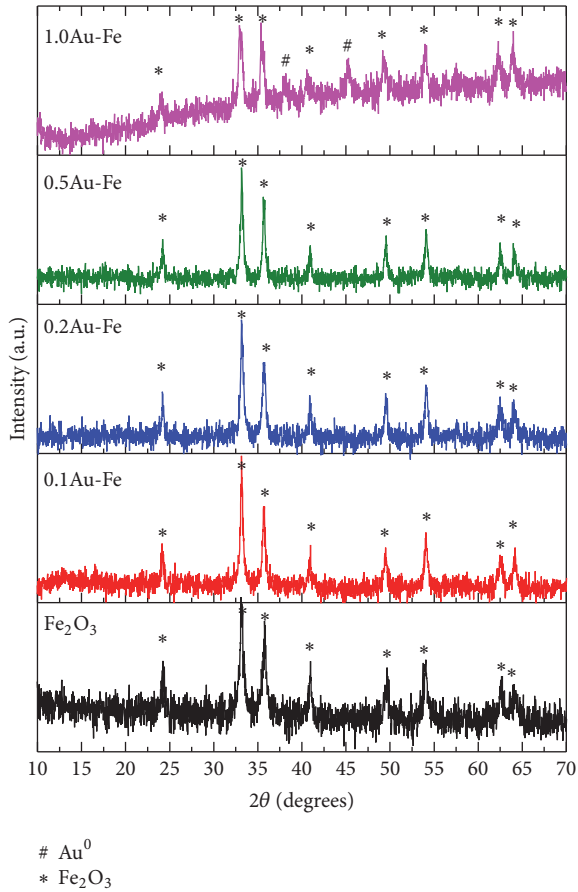 * * * * * * * *
# #
1.0Au-Fe
0.5Au-Fe
* * * * * * * *
0.2Au-Fe
* * * * * * * *
0.1Au-Fe
* * * * * * * *
Fe₂O₃
* * * * * * * *
Intensity (a.u.)
10 15 20 25 30 35 40 45 50 55 60 65 70
2θ (degrees)
# Au⁰
* Fe₂O₃